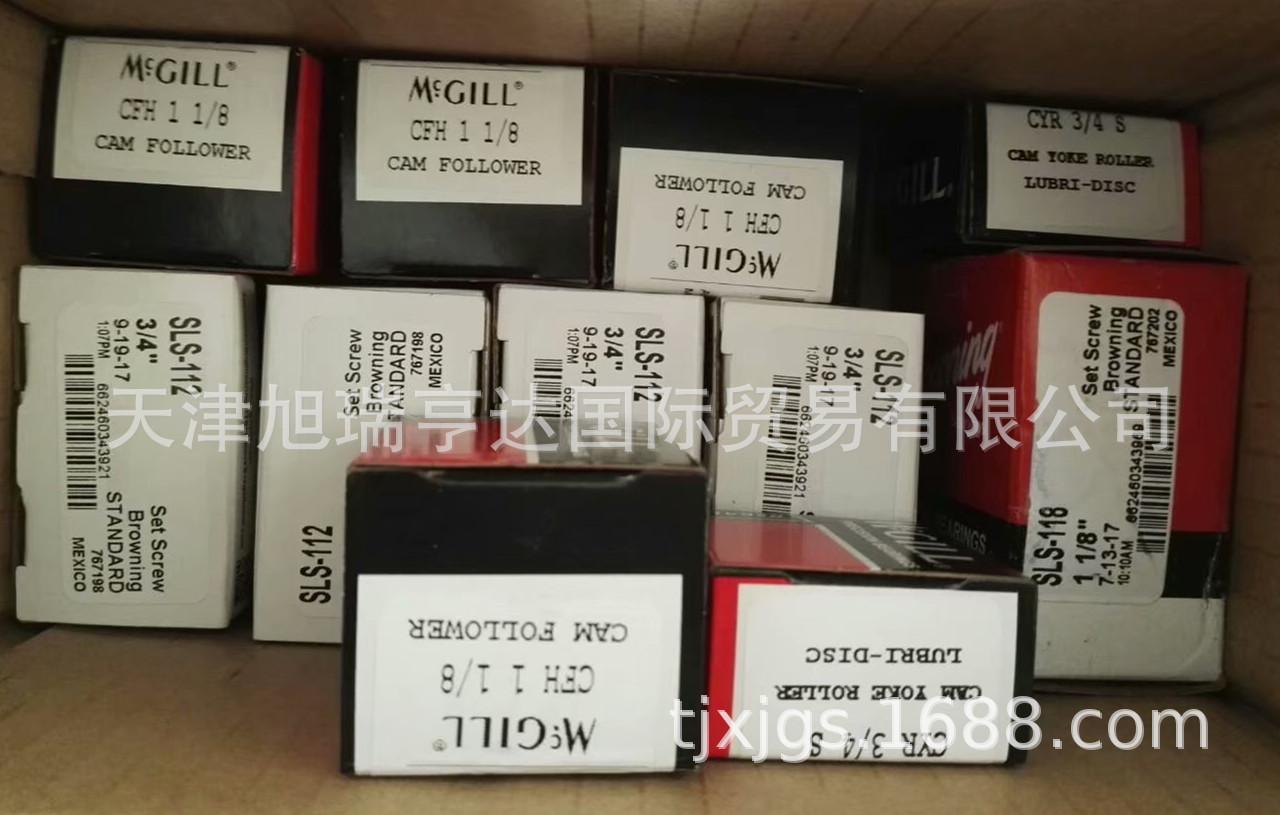 McGILL®
CFH 1 1/8
CAM FOLLOWER
McGILL®
CFH 1 1/8
CAM FOLLOWER
McGILL®
CFH 1 1/8
CAM FOLLOWER
GILL.
CYR 3/4 S
CAM YOKE ROLLER
LUBRI-DISC
SLS-112
3/4"
9-19-17
1:07PM
662460343921
Set Screw
Browning
STANDARD
767198
MEXICO
Set Screw
Browning
STANDARD
767198
MEXICO
SLS-112
SLS-112
3/4"
9-19-17
1:07PM
6624
SLS-112
3/4"
9-19-17
1:07PM
662460343921
SLS-118
1 1/8"
7-13-17
10:10AM
662460343969
Set Screw
Browning
STANDARD
767202
MEXICO
McGILL®
CFH 1 1/8
CAM FOLLOWER
CYR 3/4 S
CAM YOKE ROLLER
LUBRI-DISC
天津旭瑞亨达国际贸易有限公司
tjxjgs.1688.com